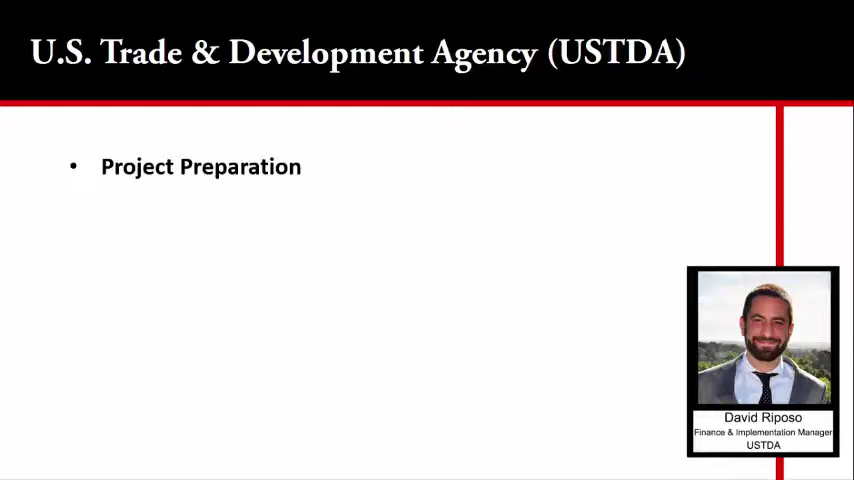 U.S. Trade & Development Agency (USTDA)
• Project Preparation
David Riposo
Finance & Implementation Manager
USTDA